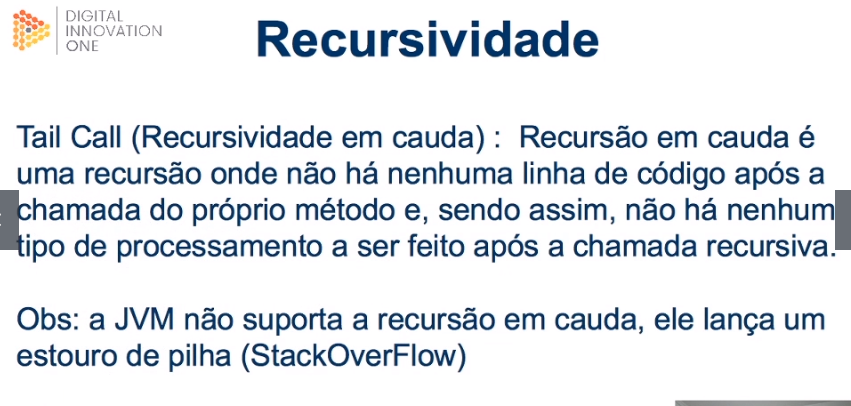 DIGITAL
INNOVATION
ONE
Recursividade
Tail Call (Recursividade em cauda) : Recursão em cauda é
uma recursão onde não há nenhuma linha de código após a
chamada do próprio método e, sendo assim, não há nenhum
tipo de processamento a ser feito após a chamada recursiva.
Obs: a JVM não suporta a recursão em cauda, ele lança um
estouro de pilha (StackOverFlow)